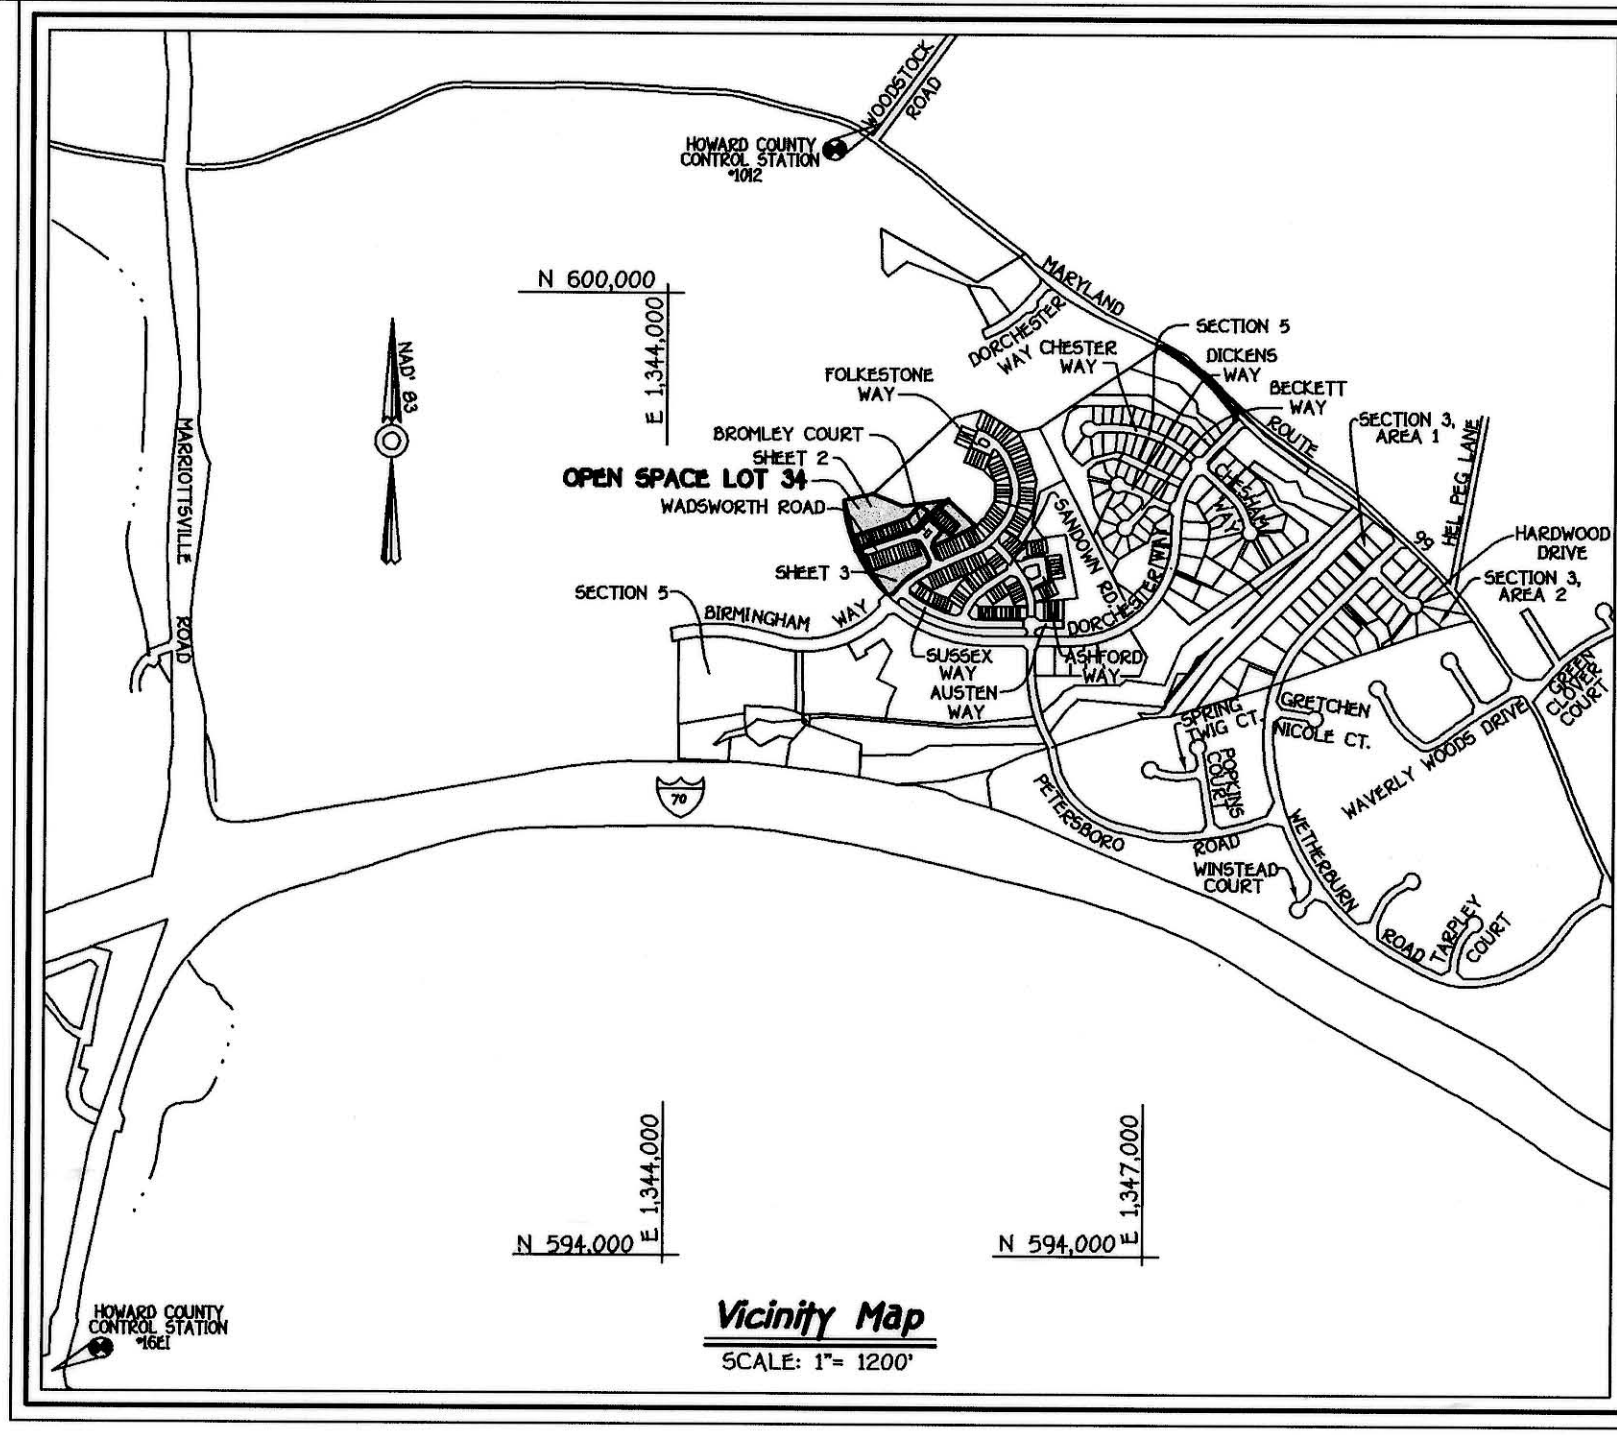 WOODSTOCK
ROAD
HOWARD COUNTY
CONTROL STATION
*1012
MARYLAND
N 600,000
E 1,344,000
DORCHESTER
WAY
SECTION 5
CHESTER
WAY
DICKENS
WAY
NAD' 83
FOLKESTONE
WAY
BECKETT
WAY
ROUTE
SECTION 3,
AREA 1
BROMLEY COURT
SHEET 2
OPEN SPACE LOT 34
WADSWORTH ROAD
MARRIOTTSVILLE
ROAD
CHESHAM
WAY
SANDOWN RD.
HEL PEG LANE
99
HARDWOOD
DRIVE
SHEET 3
SECTION 3,
AREA 2
SECTION 5
BIRMINGHAM
WAY
DORCHESTER WAY
SUSSEX
WAY
ASHFORD
WAY
AUSTEN
WAY
GREEN
CLOVER
COURT
SPRING
TWIG CT.
GRETCHEN
NICOLE CT.
POPKINS
COURT
WAVERLY WOODS DRIVE
70
PETERSBORO
ROAD
WETHERBURN
ROAD
WINSTEAD
COURT
TARPLEY
COURT
E 1,344,000
N 594,000
E 1,347,000
N 594,000
HOWARD COUNTY
CONTROL STATION
*16E1
Vicinity Map
SCALE: 1"= 1200'